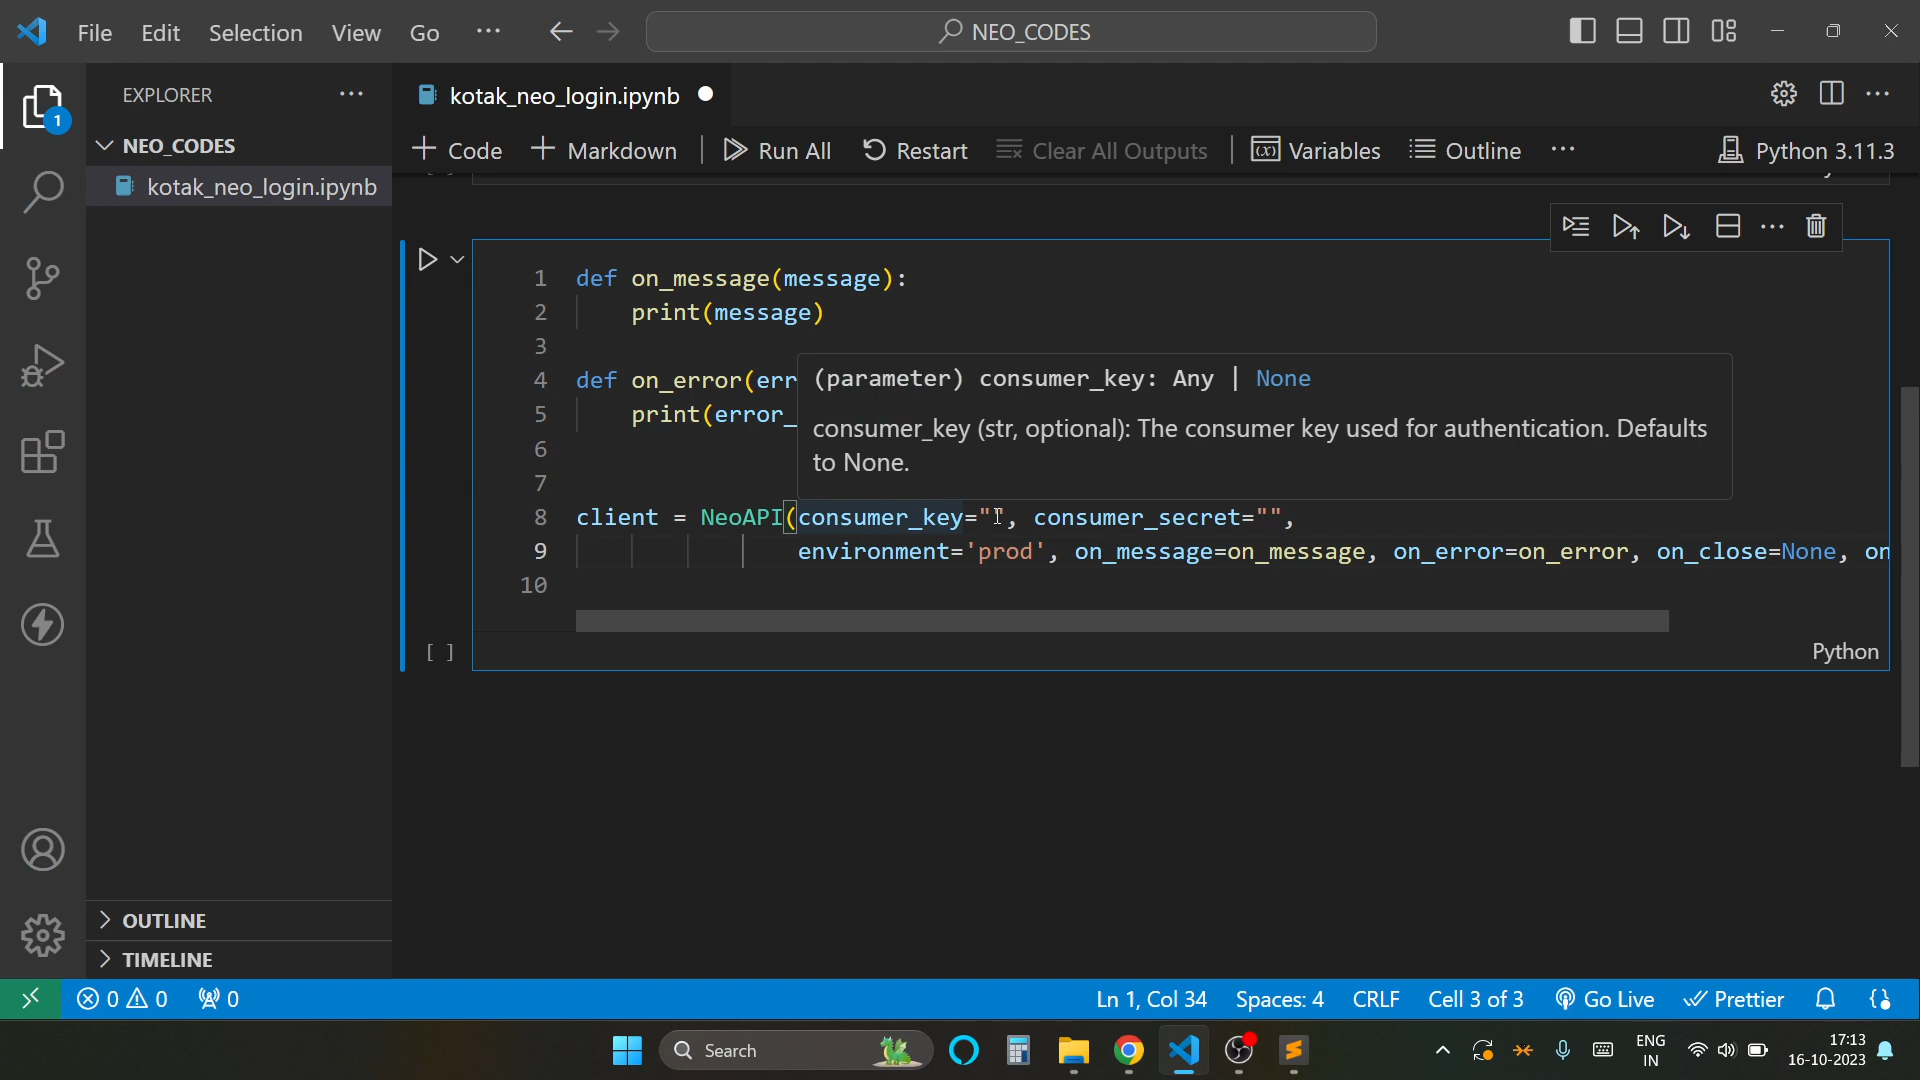 File Edit Selection View Go ··· NEO_CODES
EXPLORER ···
kotak_neo_login.ipynb
NEO_CODES
kotak_neo_login.ipynb
1
+ Code + Markdown Run All Restart Clear All Outputs Variables Outline ··· Python 3.11.3
1 def on_message(message):
2 print(message)
3
4 def on_error(err
5 print(error_
6
7
8 client = NeoAPI(consumer_key="", consumer_secret="",
9 environment='prod', on_message=on_message, on_error=on_error, on_close=None, on
10
(parameter) consumer_key: Any | None
consumer_key (str, optional): The consumer key used for authentication. Defaults
to None.
[ ] Python
OUTLINE
TIMELINE
0 0 0 Ln 1, Col 34 Spaces: 4 CRLF Cell 3 of 3 Go Live Prettier
Search
ENG
IN
17:13
16-10-2023